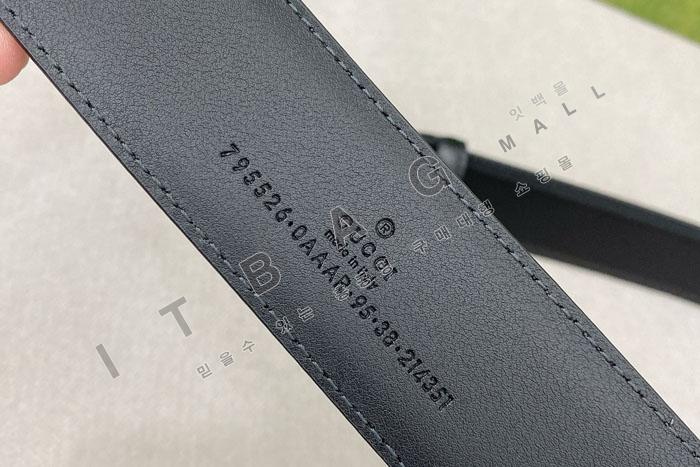 ® GUCCI
made in Italy
795526·0AAAR·95·38·214351
ITBAG MALL
믿을수 있는 구매대행 쇼핑몰
잇백몰